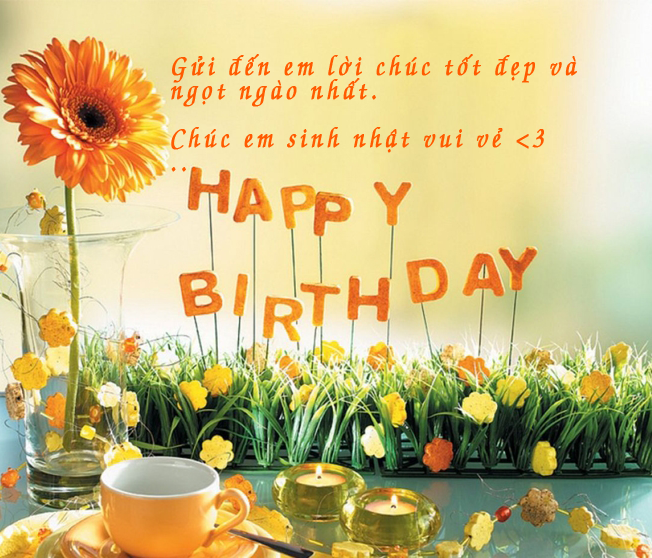 Gửi đến em lời chúc tốt đẹp và
ngọt ngào nhất.
Chúc em sinh nhật vui vẻ <3
..
HAPPY
BIRTHDAY